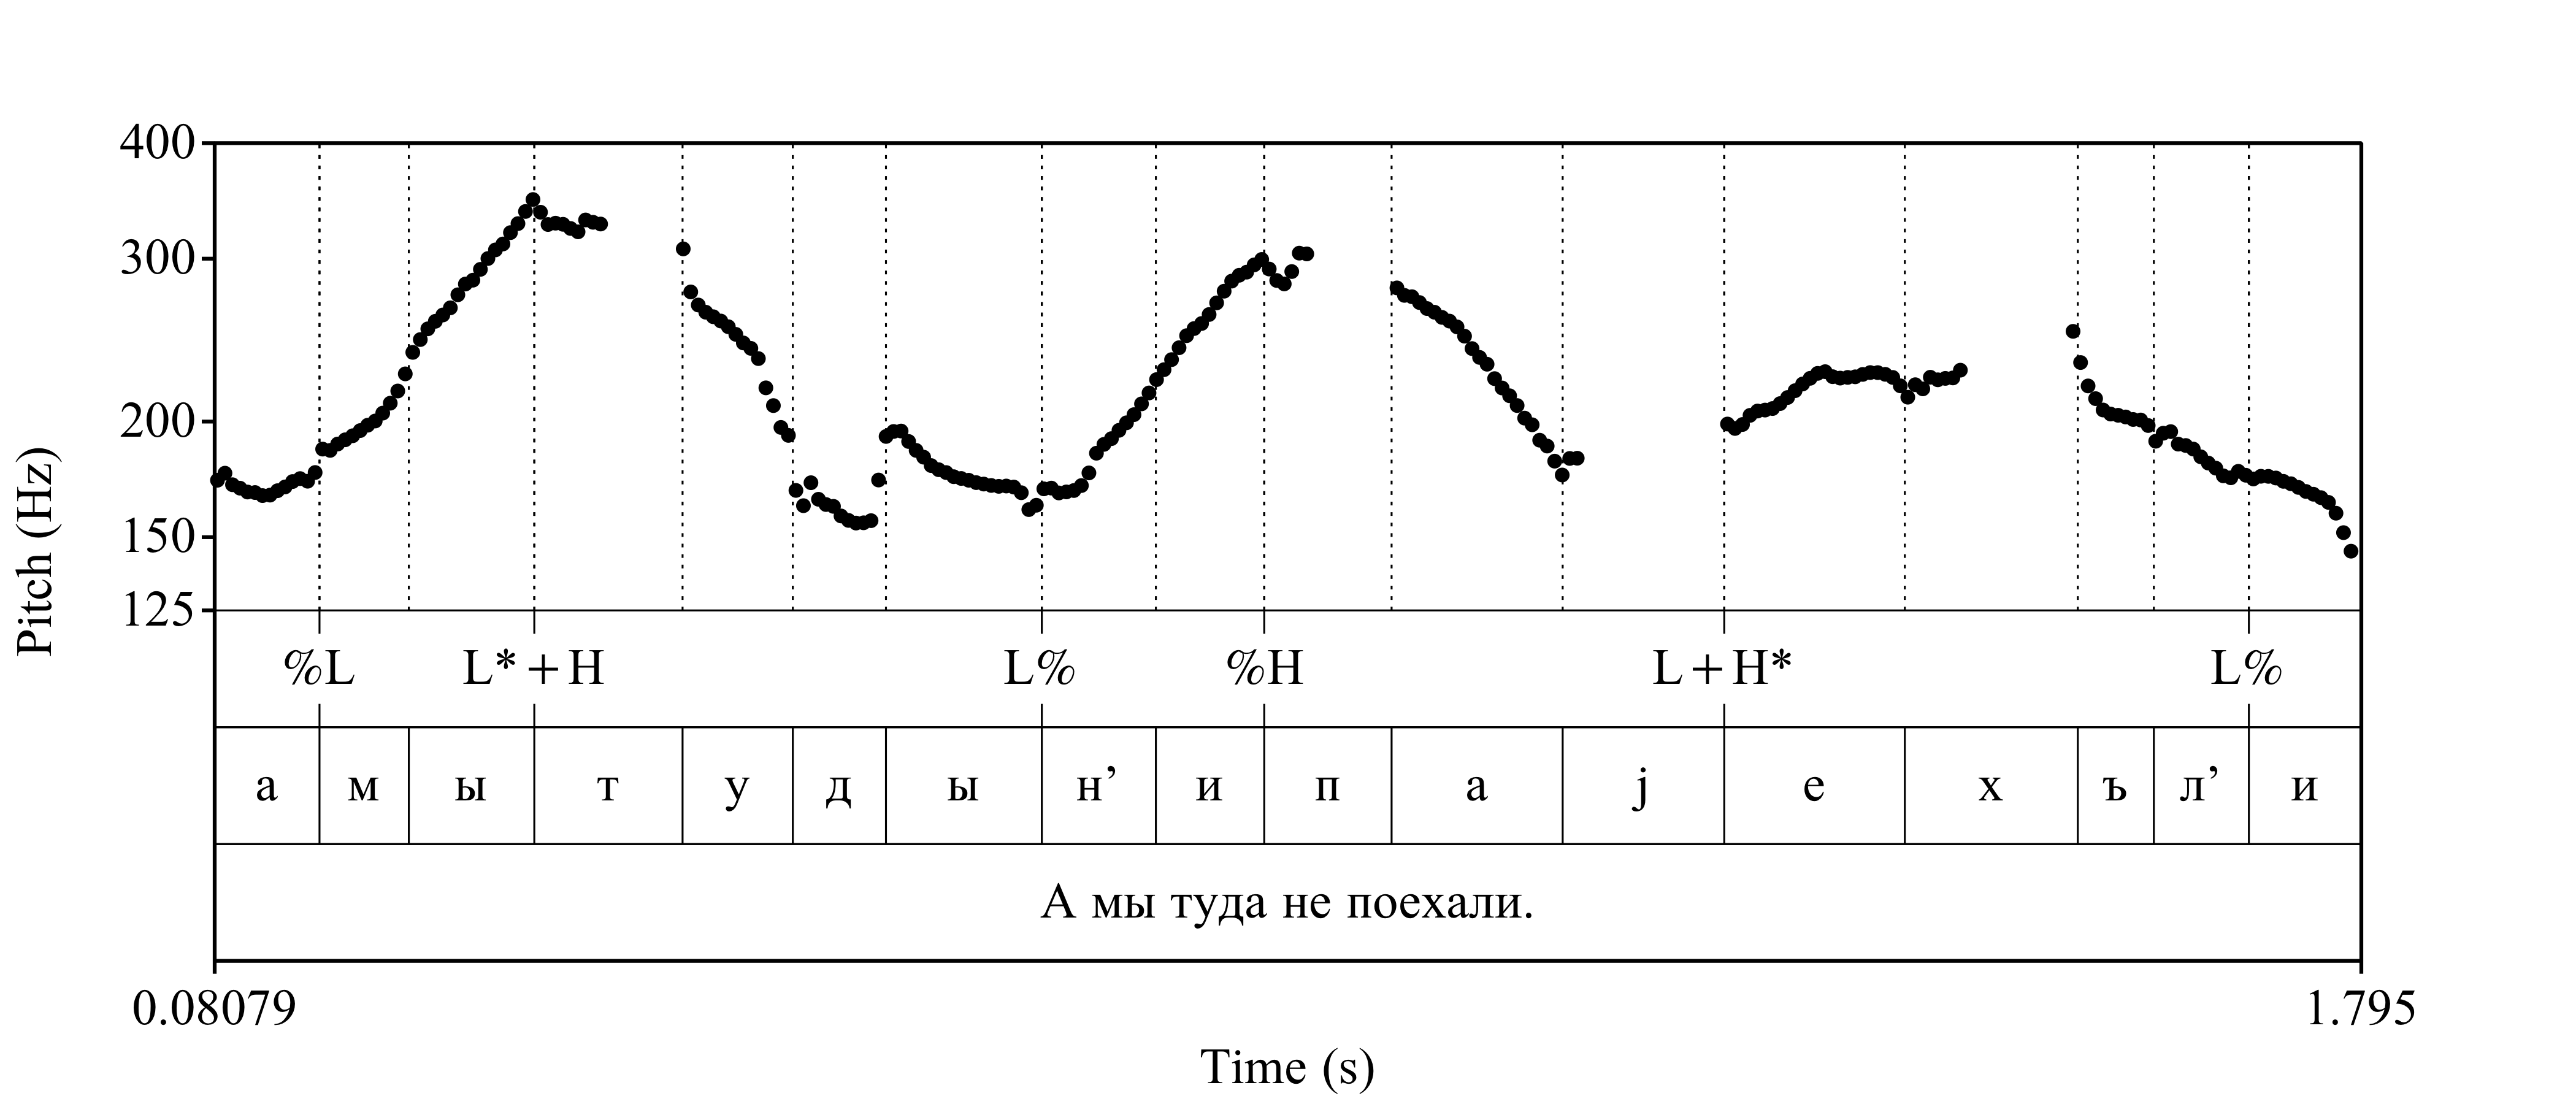 400
300
200
150
125
Pitch (Hz)
%L L*+H L% %H L+H* L%
а м ы т у д ы н’ и п а j е х ъ л’ и
А мы туда не поехали.
0.08079 1.795
Time (s)